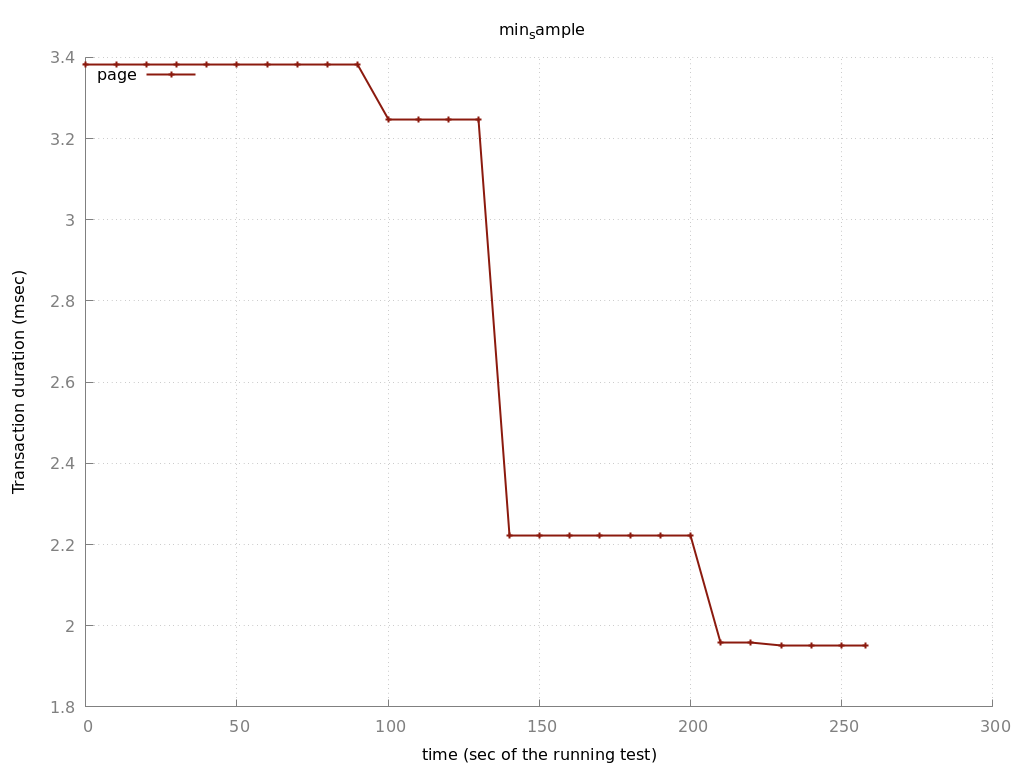 minsample
3.4
page
3.2
3
2.8
2.6
2.4
2.2
2
1.8
Transaction duration (msec)
0 50 100 150 200 250 300
time (sec of the running test)